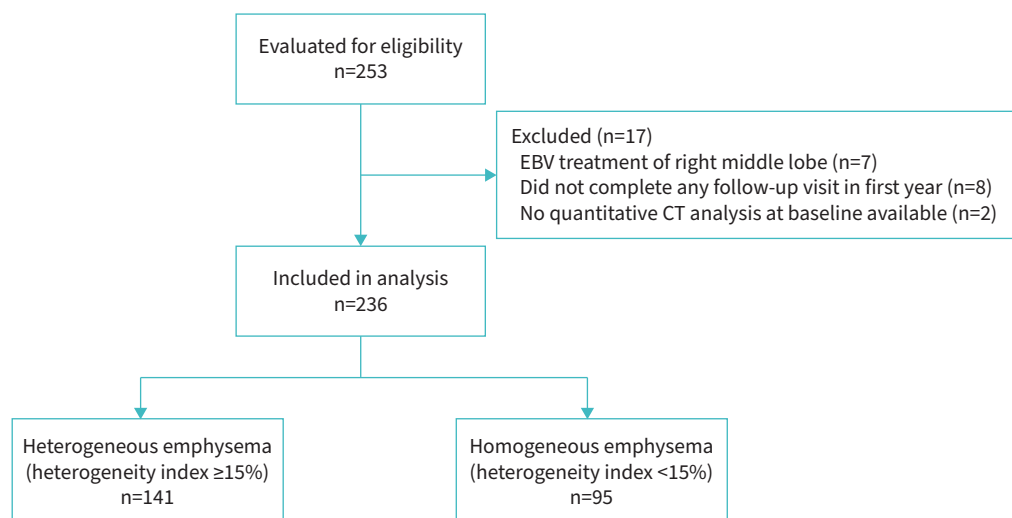 Evaluated for eligibility
n=253
Excluded (n=17)
EBV treatment of right middle lobe (n=7)
Did not complete any follow-up visit in first year (n=8)
No quantitative CT analysis at baseline available (n=2)
Included in analysis
n=236
Heterogeneous emphysema
(heterogeneity index ≥15%)
n=141
Homogeneous emphysema
(heterogeneity index <15%)
n=95